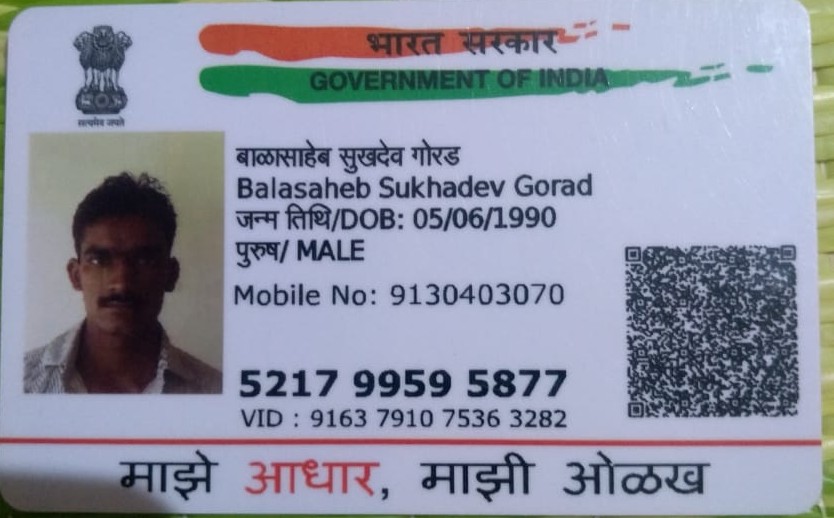 भारत सरकार
GOVERNMENT OF INDIA
सत्यमेव जयते
बाळासाहेब सुखदेव गोरड
Balasaheb Sukhadev Gorad
जन्म तिथि/DOB: 05/06/1990
पुरुष/ MALE
Mobile No: 9130403070
5217 9959 5877
VID : 9163 7910 7536 3282
माझे आधार, माझी ओळख